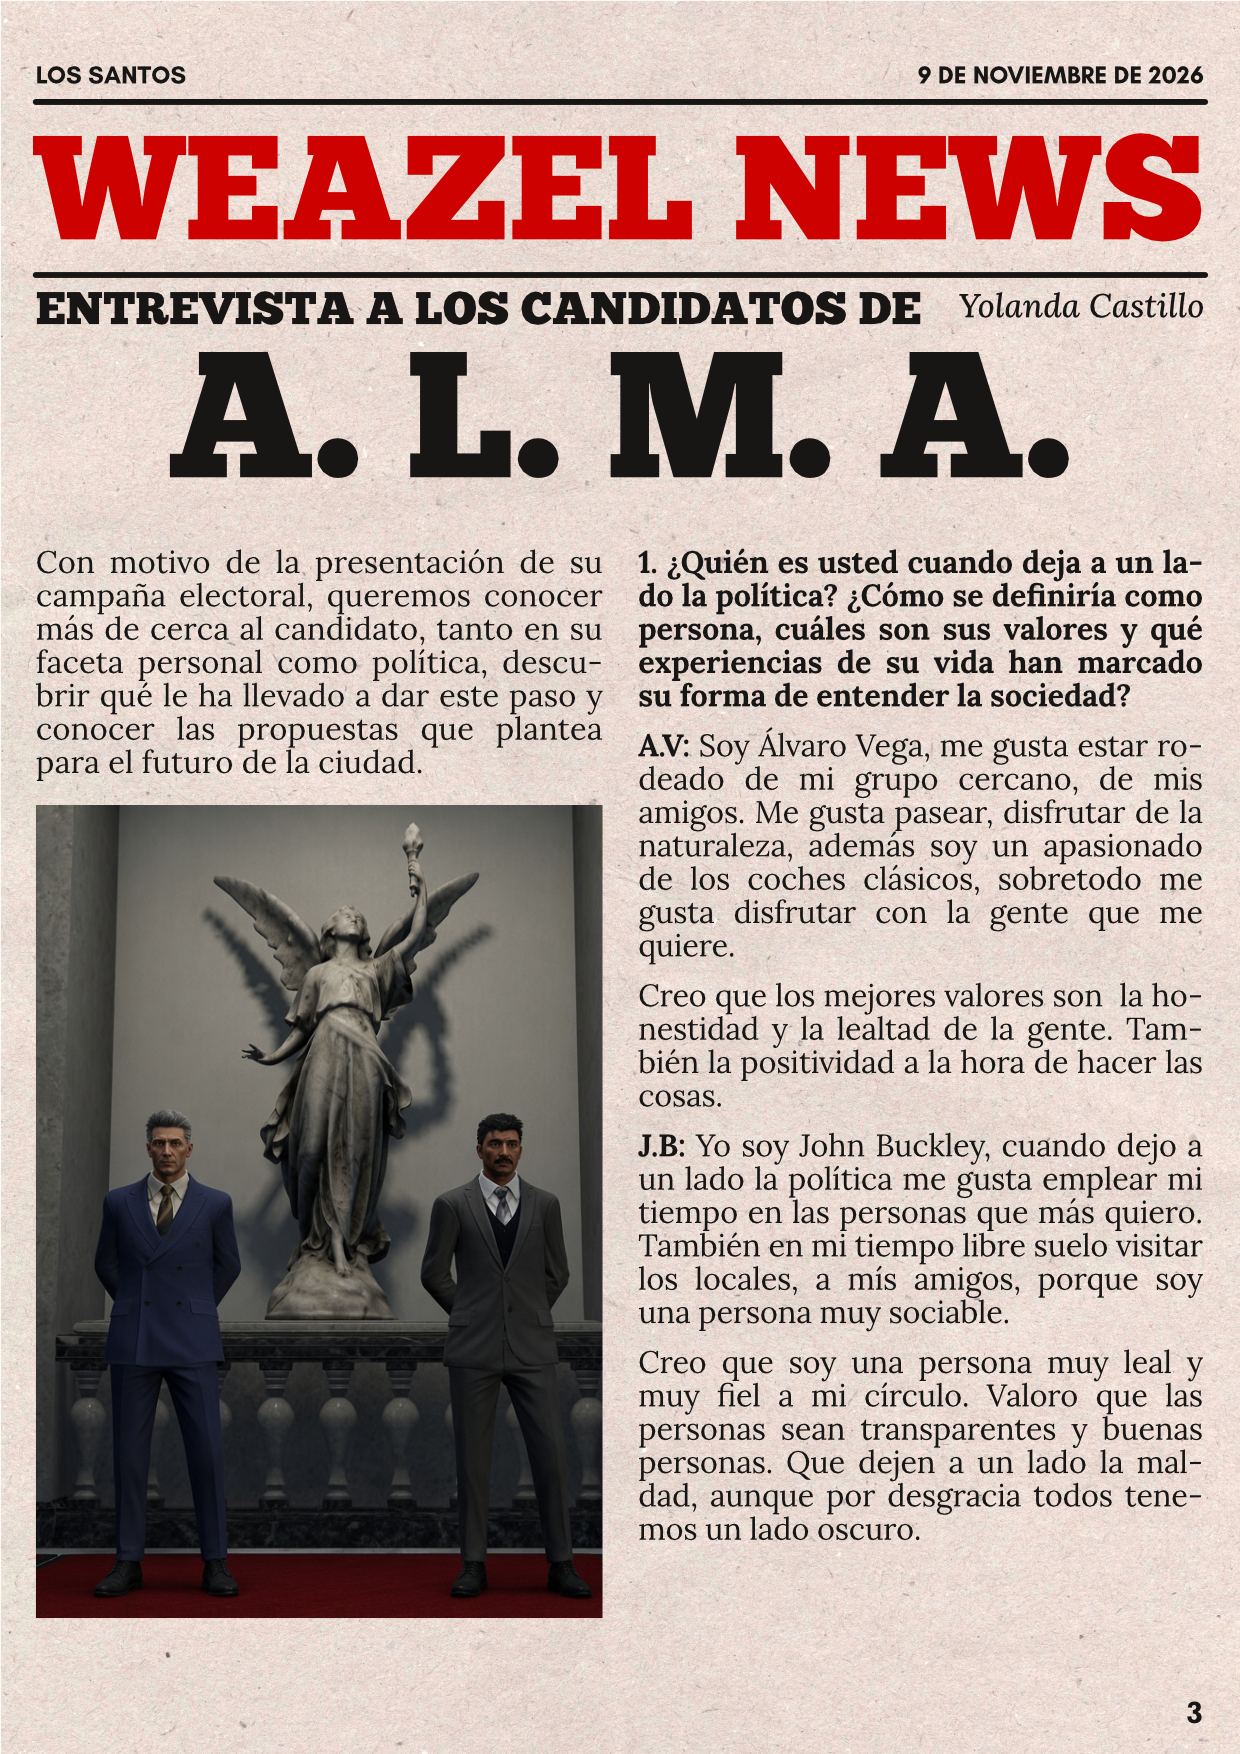 LOS SANTOS
9 DE NOVIEMBRE DE 2026
WEAZEL NEWS
ENTREVISTA A LOS CANDIDATOS DE
Yolanda Castillo
A. L. M. A.
Con motivo de la presentación de su
campaña electoral, queremos conocer
más de cerca al candidato, tanto en su
faceta personal como política, descu-
brir qué le ha llevado a dar este paso y
conocer las propuestas que plantea
para el futuro de la ciudad.
1. ¿Quién es usted cuando deja a un la-
do la política? ¿Cómo se definiría como
persona, cuáles son sus valores y qué
experiencias de su vida han marcado
su forma de entender la sociedad?
A.V: Soy Álvaro Vega, me gusta estar ro-
deado de mi grupo cercano, de mis
amigos. Me gusta pasear, disfrutar de la
naturaleza, además soy un apasionado
de los coches clásicos, sobretodo me
gusta disfrutar con la gente que me
quiere.
Creo que los mejores valores son  la ho-
nestidad y la lealtad de la gente. Tam-
bién la positividad a la hora de hacer las
cosas.
J.B: Yo soy John Buckley, cuando dejo a
un lado la política me gusta emplear mi
tiempo en las personas que más quiero.
También en mi tiempo libre suelo visitar
los locales, a mís amigos, porque soy
una persona muy sociable.
Creo que soy una persona muy leal y
muy fiel a mi círculo. Valoro que las
personas sean transparentes y buenas
personas. Que dejen a un lado la mal-
dad, aunque por desgracia todos tene-
mos un lado oscuro.
3